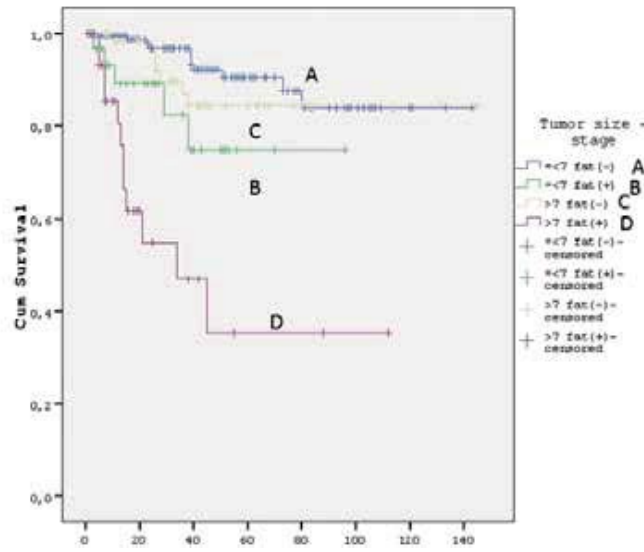 1,0
0,8
0,6
0,4
0,2
0,0
Cum Survival
0 20 40 60 80 100 120 140
A
C
B
D
Tumor size -
stage
=<7 fat(-) A
=<7 fat(+) B
>7 fat(-) C
>7 fat(+) D
=<7 fat(-)-
censored
=<7 fat(+)-
censored
>7 fat(-)-
censored
>7 fat(+)-
censored